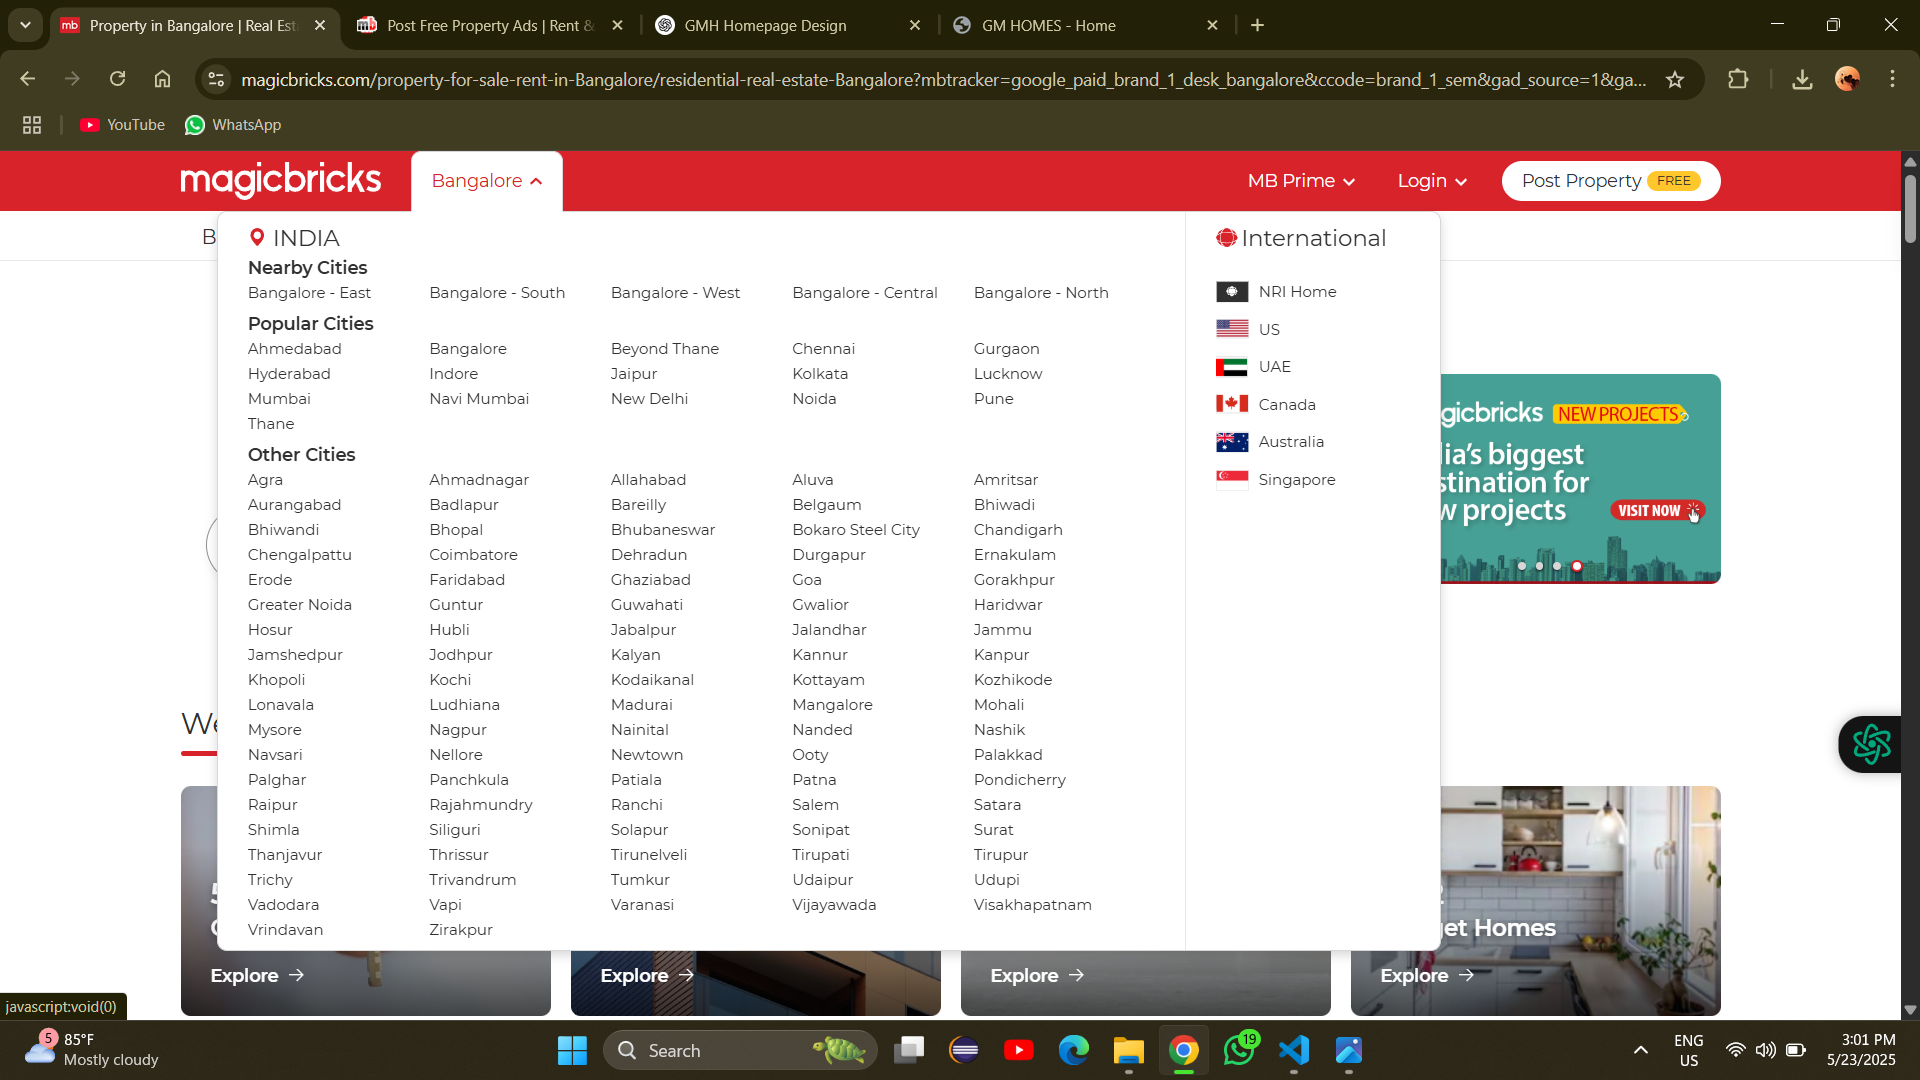 mb Property in Bangalore | Real Est
Post Free Property Ads | Rent &
GMH Homepage Design
GM HOMES - Home
magicbricks.com/property-for-sale-rent-in-Bangalore/residential-real-estate-Bangalore?mbtracker=google_paid_brand_1_desk_bangalore&ccode=brand_1_sem&gad_source=1&ga...
YouTube WhatsApp
magicbricks Bangalore MB Prime Login Post Property FREE
B
INDIA
Nearby Cities
Bangalore - East Bangalore - South Bangalore - West Bangalore - Central Bangalore - North
Popular Cities
Ahmedabad Bangalore Beyond Thane Chennai Gurgaon
Hyderabad Indore Jaipur Kolkata Lucknow
Mumbai Navi Mumbai New Delhi Noida Pune
Thane
Other Cities
Agra Ahmadnagar Allahabad Aluva Amritsar
Aurangabad Badlapur Bareilly Belgaum Bhiwadi
Bhiwandi Bhopal Bhubaneswar Bokaro Steel City Chandigarh
Chengalpattu Coimbatore Dehradun Durgapur Ernakulam
Erode Faridabad Ghaziabad Goa Gorakhpur
Greater Noida Guntur Guwahati Gwalior Haridwar
Hosur Hubli Jabalpur Jalandhar Jammu
Jamshedpur Jodhpur Kalyan Kannur Kanpur
Khopoli Kochi Kodaikanal Kottayam Kozhikode
Lonavala Ludhiana Madurai Mangalore Mohali
Mysore Nagpur Nainital Nanded Nashik
Navsari Nellore Newtown Ooty Palakkad
Palghar Panchkula Patiala Patna Pondicherry
Raipur Rajahmundry Ranchi Salem Satara
Shimla Siliguri Solapur Sonipat Surat
Thanjavur Thrissur Tirunelveli Tirupati Tirupur
Trichy Trivandrum Tumkur Udaipur Udupi
Vadodara Vapi Varanasi Vijayawada Visakhapatnam
Vrindavan Zirakpur
International
NRI Home
US
UAE
Canada
Australia
Singapore
gicbricks NEW PROJECTS
ia's biggest
stination for
w projects
VISIT NOW
We
get Homes
Explore Explore Explore Explore
javascript:void(0)
5
85°F
Mostly cloudy
Search
19
ENG
US
3:01 PM
5/23/2025